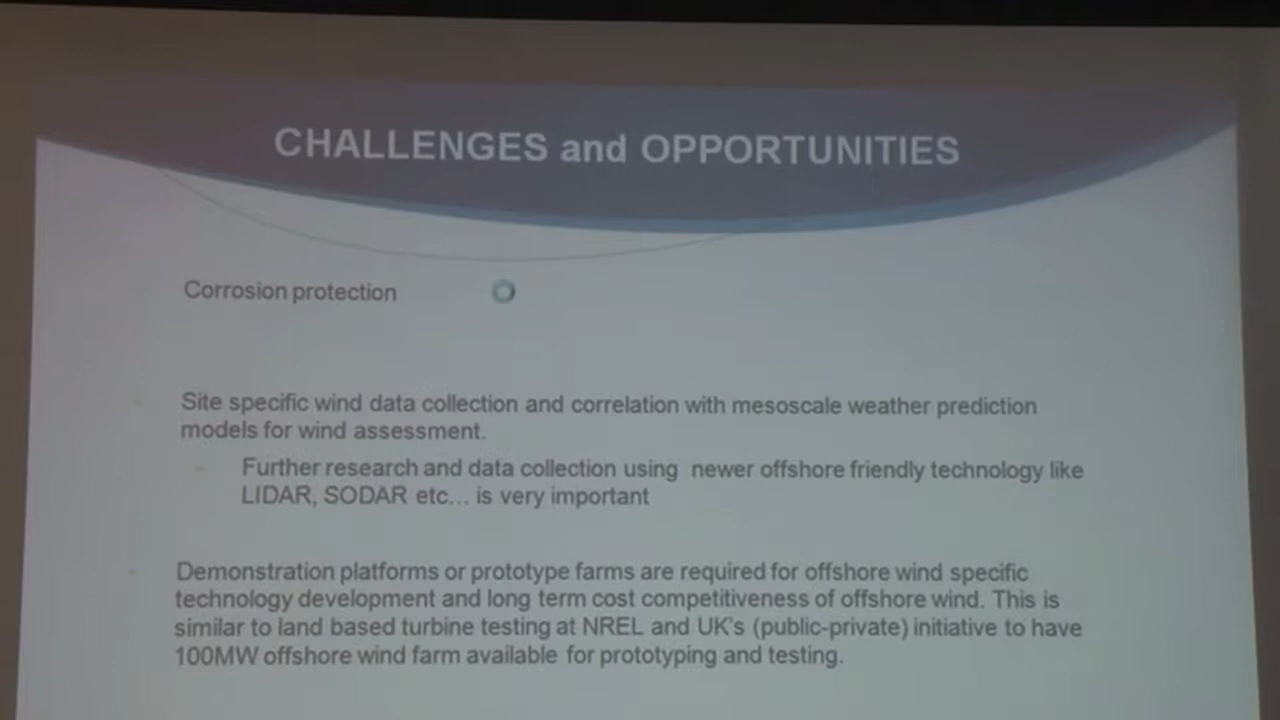 CHALLENGES and OPPORTUNITIES
Corrosion protection
Site specific wind data collection and correlation with mesoscale weather prediction
models for wind assessment.
Further research and data collection using newer offshore friendly technology like
LIDAR, SODAR etc... is very important
Demonstration platforms or prototype farms are required for offshore wind specific
technology development and long term cost competitiveness of offshore wind. This is
similar to land based turbine testing at NREL and UK's (public-private) initiative to have
100MW offshore wind farm available for prototyping and testing.